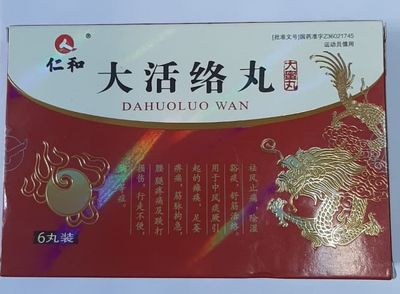 [批准文号]国药准字Z36021745
运动员慎用
仁和
®
大活络丸
DAHUOLUO WAN
大蜜丸
祛风止痛，除湿
豁痰，舒筋活络。
用于中风痰厥引
起的瘫痪，足萎
痹痛，筋脉拘急，
腰腿疼痛及跌打
损伤，行走不便，
胸痹等症。
6丸装